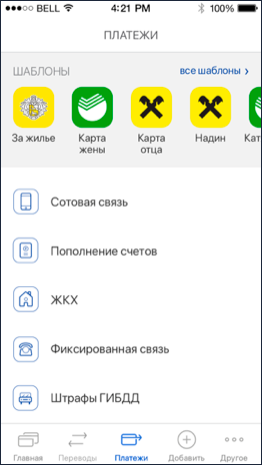 BELL 4:21 PM 100%
ПЛАТЕЖИ
ШАБЛОНЫ все шаблоны
За жилье Карта жены Карта отца Надин Кат
Сотовая связь
Пополнение счетов
ЖКХ
Фиксированная связь
Штрафы ГИБДД
Главная Переводы Платежи Добавить Другое